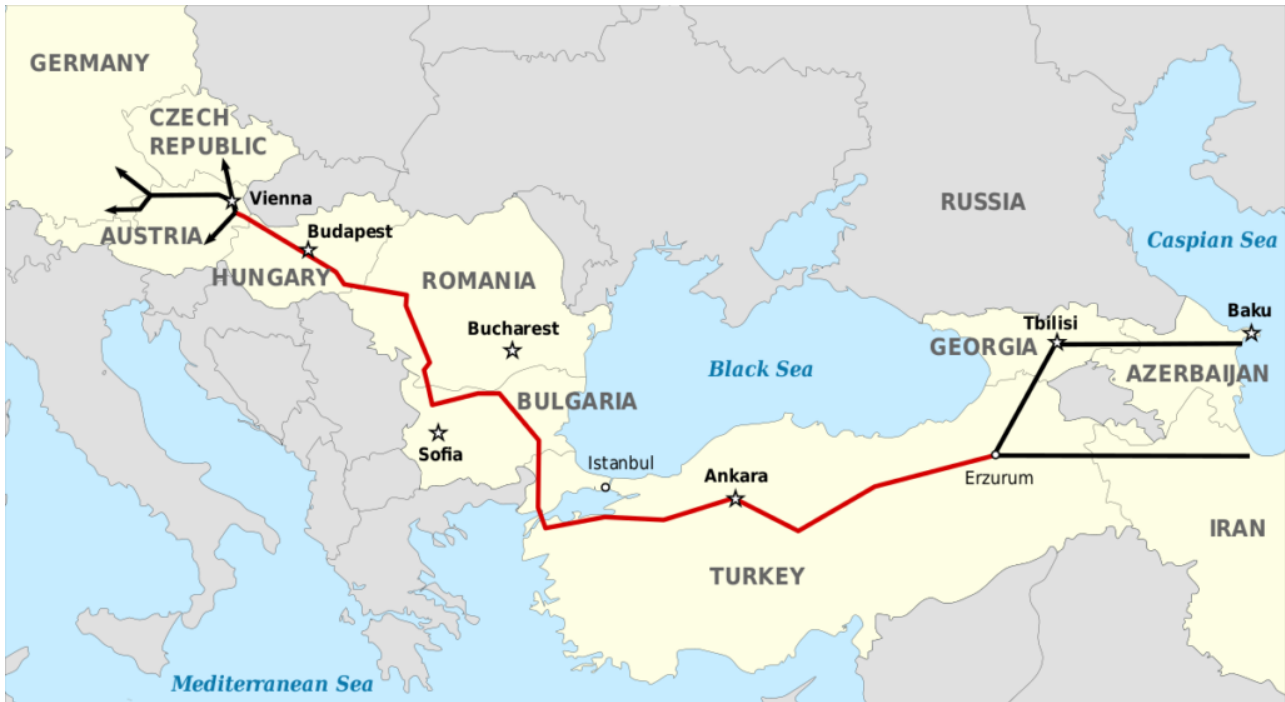 GERMANY
CZECH
REPUBLIC
Vienna
AUSTRIA
Budapest
HUNGARY
ROMANIA
Bucharest
BULGARIA
Sofia
Istanbul
Ankara
TURKEY
Black Sea
RUSSIA
Caspian Sea
Baku
Tbilisi
GEORGIA
AZERBAIJAN
Erzurum
IRAN
Mediterranean Sea